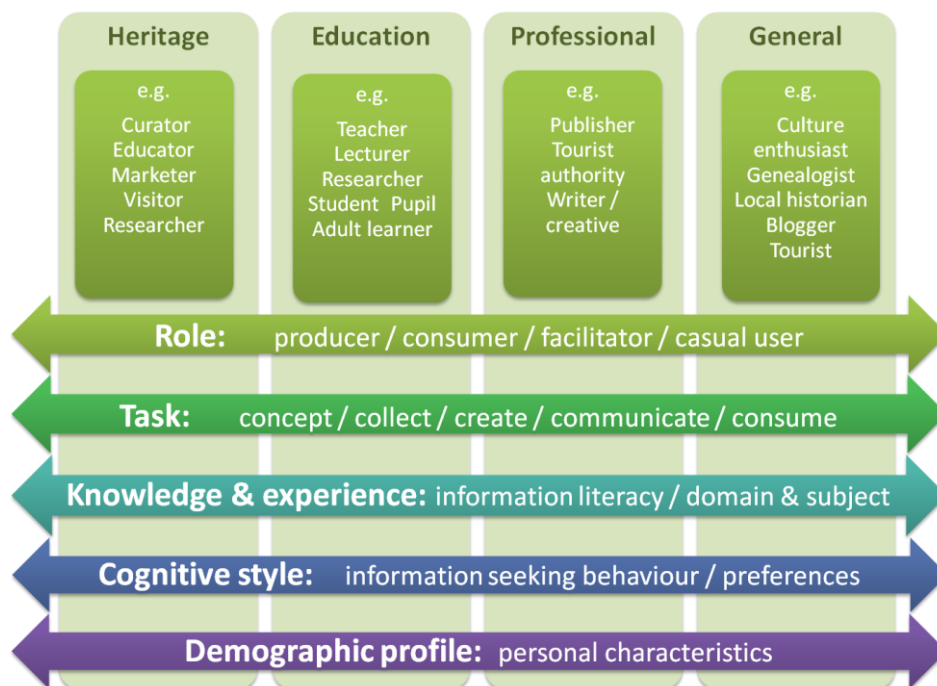 Heritage
e.g.
Curator
Educator
Marketer
Visitor
Researcher
Education
e.g.
Teacher
Lecturer
Researcher
Student Pupil
Adult learner
Professional
e.g.
Publisher
Tourist
authority
Writer /
creative
General
e.g.
Culture
enthusiast
Genealogist
Local historian
Blogger
Tourist
Role: producer / consumer / facilitator / casual user
Task: concept / collect / create / communicate / consume
Knowledge & experience: information literacy / domain & subject
Cognitive style: information seeking behaviour / preferences
Demographic profile: personal characteristics